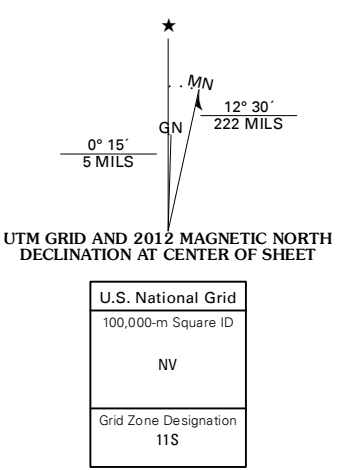 ★
MN
GN
12° 30´
222 MILS
0° 15´
5 MILS
UTM GRID AND 2012 MAGNETIC NORTH
DECLINATION AT CENTER OF SHEET
U.S. National Grid
100,000-m Square ID
NV
Grid Zone Designation
11S